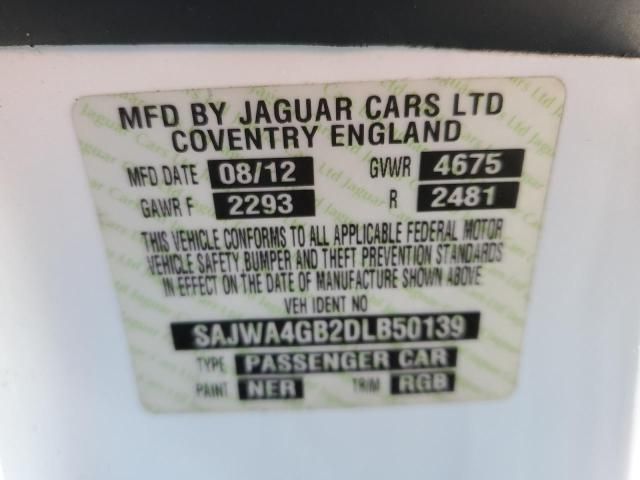 MFD BY JAGUAR CARS LTD
COVENTRY ENGLAND
MFD DATE 08/12 GVWR 4675
GAWR F 2293 R 2481
THIS VEHICLE CONFORMS TO ALL APPLICABLE FEDERAL MOTOR
VEHICLE SAFETY, BUMPER AND THEFT PREVENTION STANDARDS
IN EFFECT ON THE DATE OF MANUFACTURE SHOWN ABOVE
VEH IDENT NO
SAJWA4GB2DLB50139
TYPE PASSENGER CAR
PAINT NER TRIM RGB